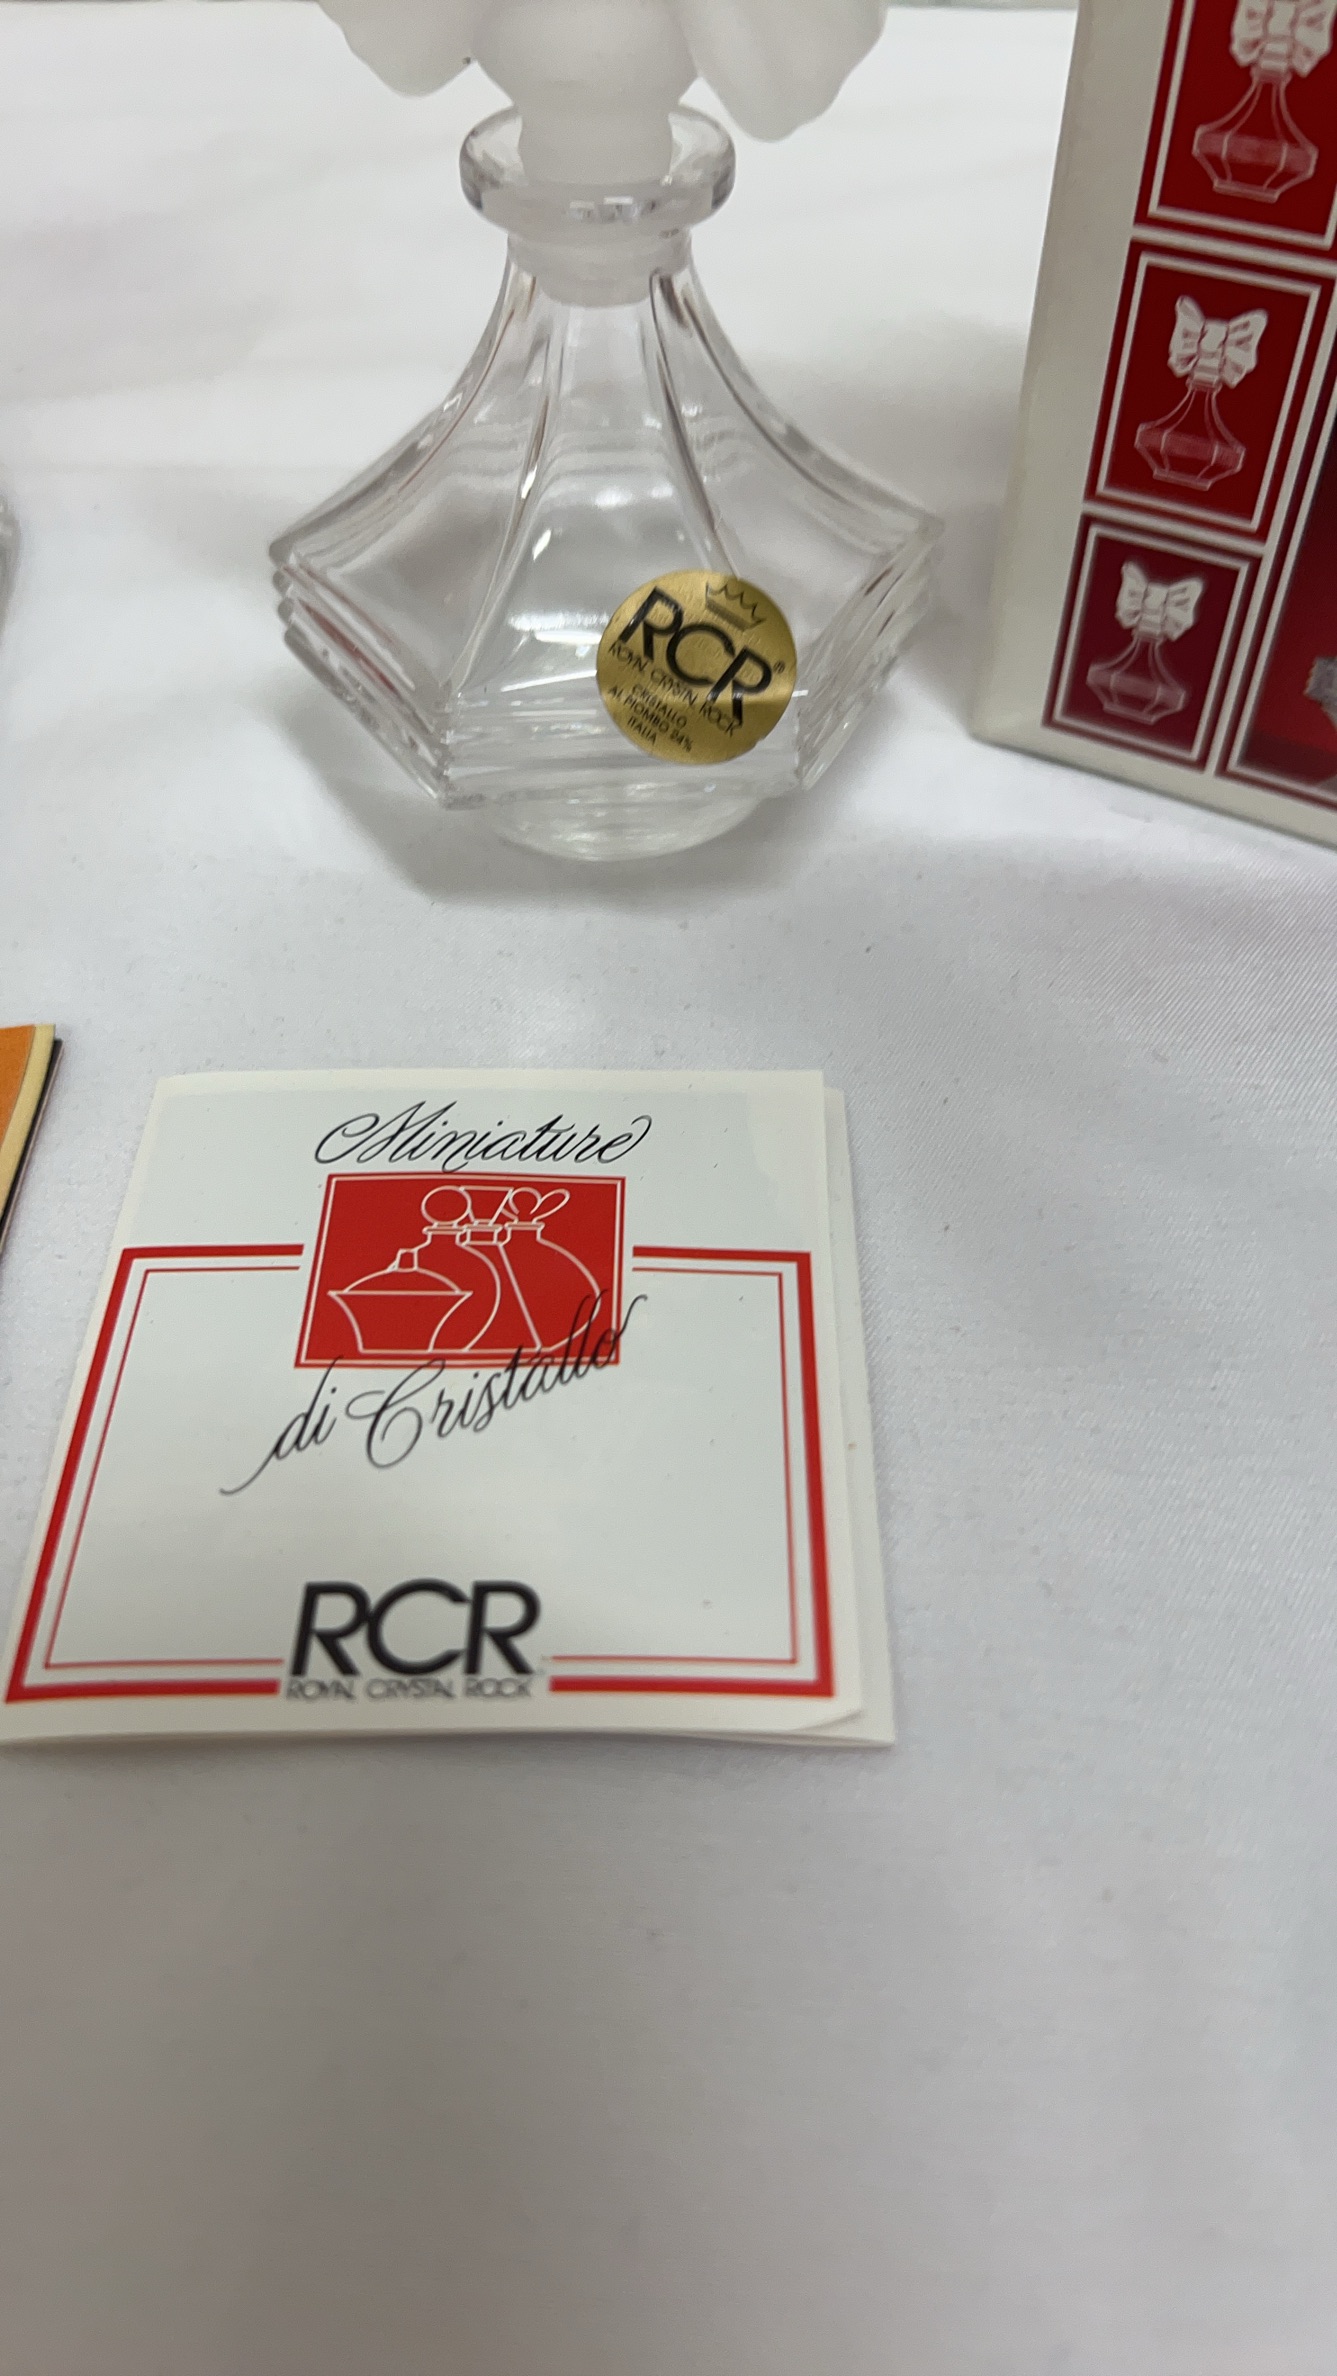 RCR®
ROYAL CRYSTAL ROCK
CRISTALLO
AL PIOMBO 24%
ITALIA
Miniature
di Cristallo
RCR
ROYAL CRYSTAL ROCK